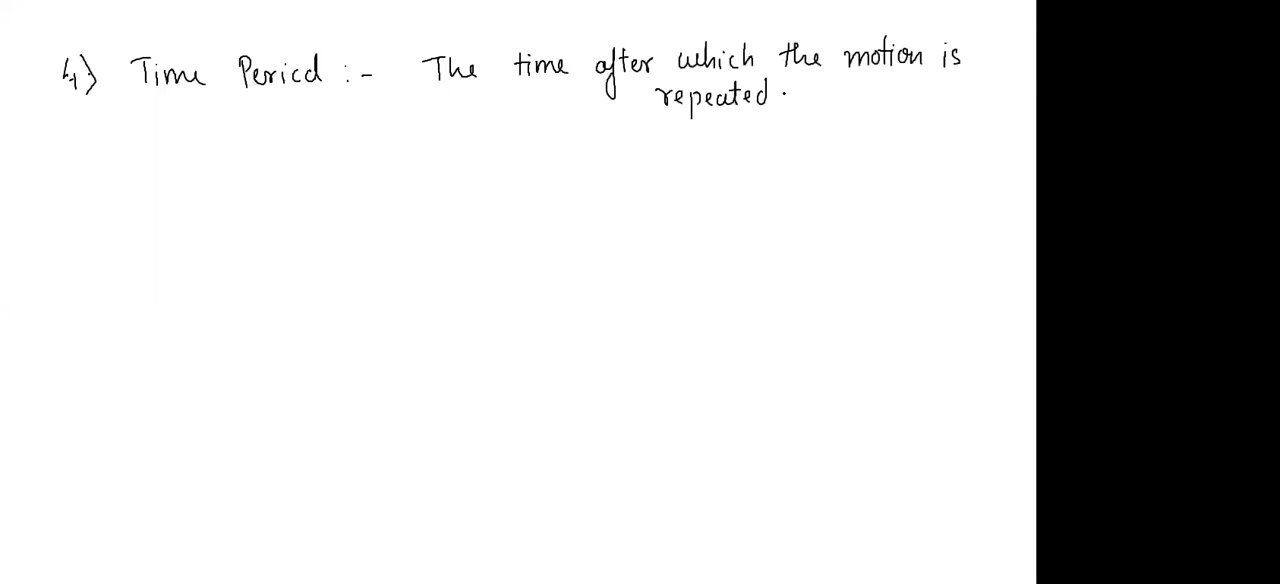 4) Time Period :- The time after which the motion is
repeated.